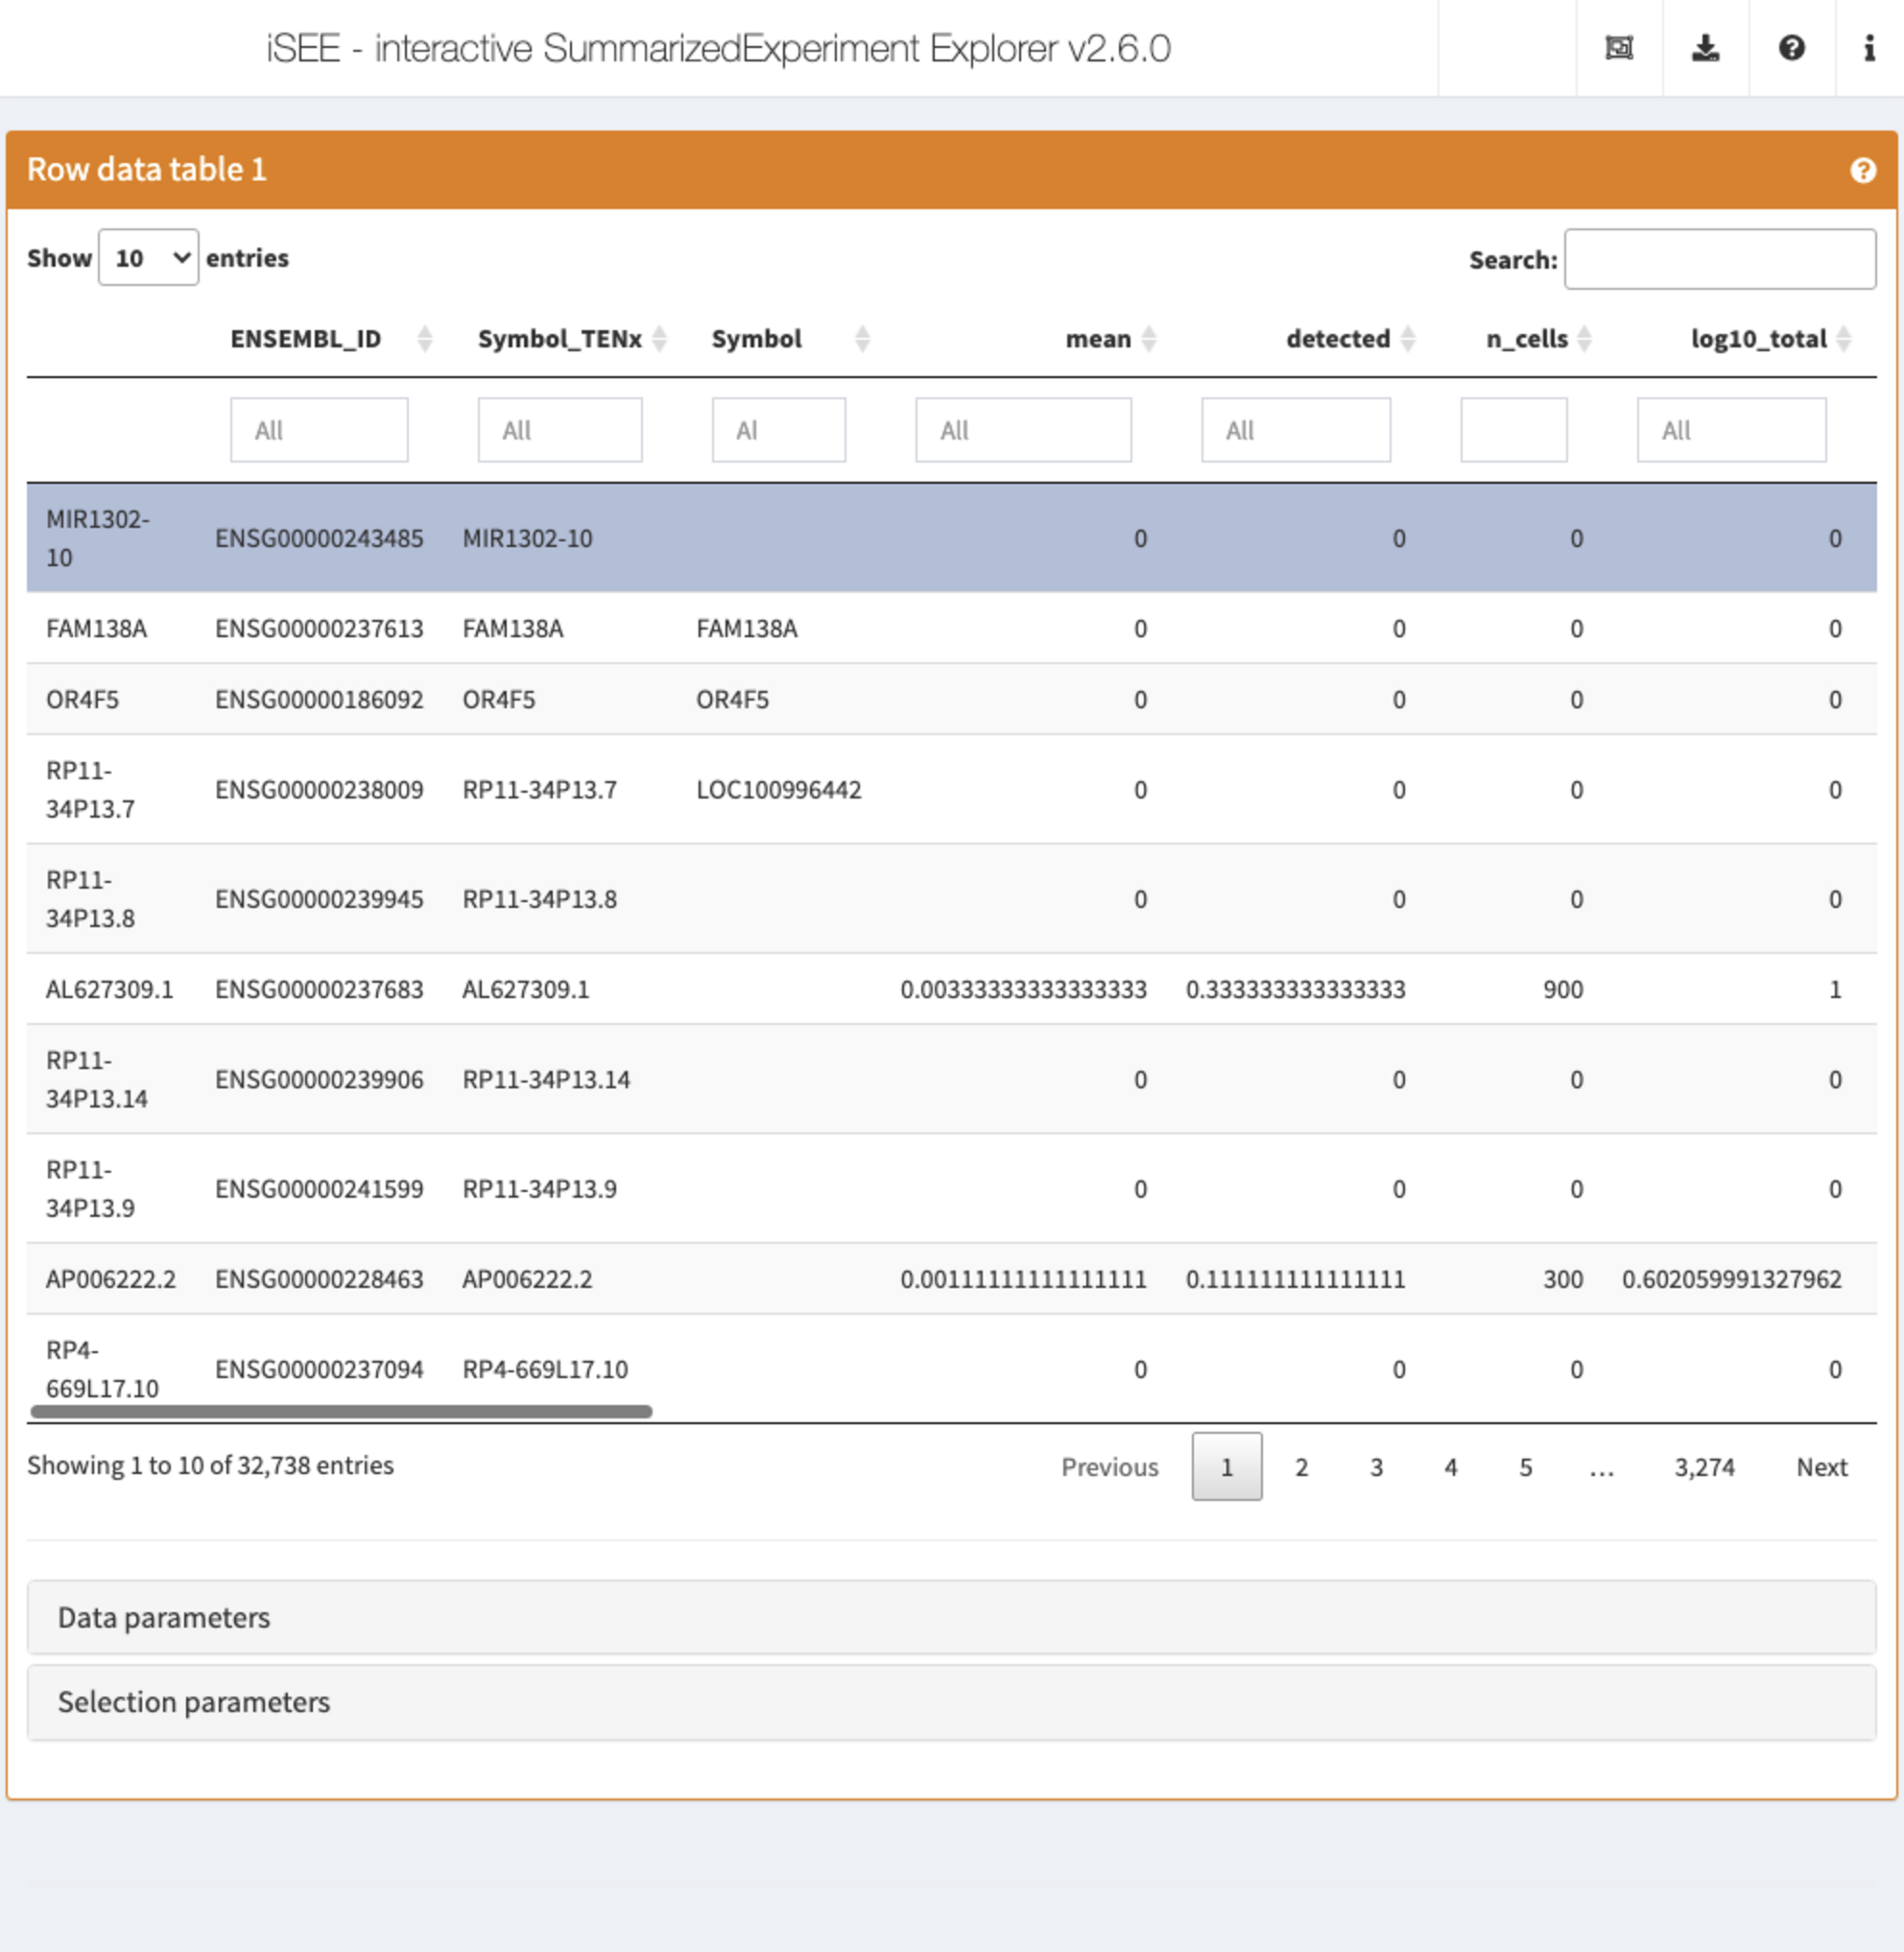 iSEE - interactive SummarizedExperiment Explorer v2.6.0
Row data table 1
Show 10 entries Search:
ENSEMBL_ID Symbol_TENx Symbol mean detected n_cells log10_total
All All Al All All All
MIR1302-10 ENSG00000243485 MIR1302-10 0 0 0 0
FAM138A ENSG00000237613 FAM138A FAM138A 0 0 0 0
OR4F5 ENSG00000186092 OR4F5 OR4F5 0 0 0 0
RP11-34P13.7 ENSG00000238009 RP11-34P13.7 LOC100996442 0 0 0 0
RP11-34P13.8 ENSG00000239945 RP11-34P13.8 0 0 0 0
AL627309.1 ENSG00000237683 AL627309.1 0.00333333333333333 0.333333333333333 900 1
RP11-34P13.14 ENSG00000239906 RP11-34P13.14 0 0 0 0
RP11-34P13.9 ENSG00000241599 RP11-34P13.9 0 0 0 0
AP006222.2 ENSG00000228463 AP006222.2 0.00111111111111111 0.111111111111111 300 0.602059991327962
RP4-669L17.10 ENSG00000237094 RP4-669L17.10 0 0 0 0
Showing 1 to 10 of 32,738 entries Previous 1 2 3 4 5 … 3,274 Next
Data parameters
Selection parameters